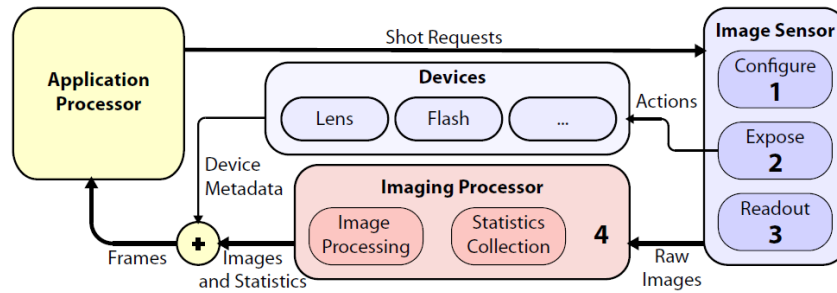 Application
Processor
Shot Requests
Image Sensor
Configure
1
Expose
2
Readout
3
Devices
Lens
Flash
...
Actions
Device
Metadata
Imaging Processor
Image
Processing
Statistics
Collection
4
+
Frames
Images
and Statistics
Raw
Images